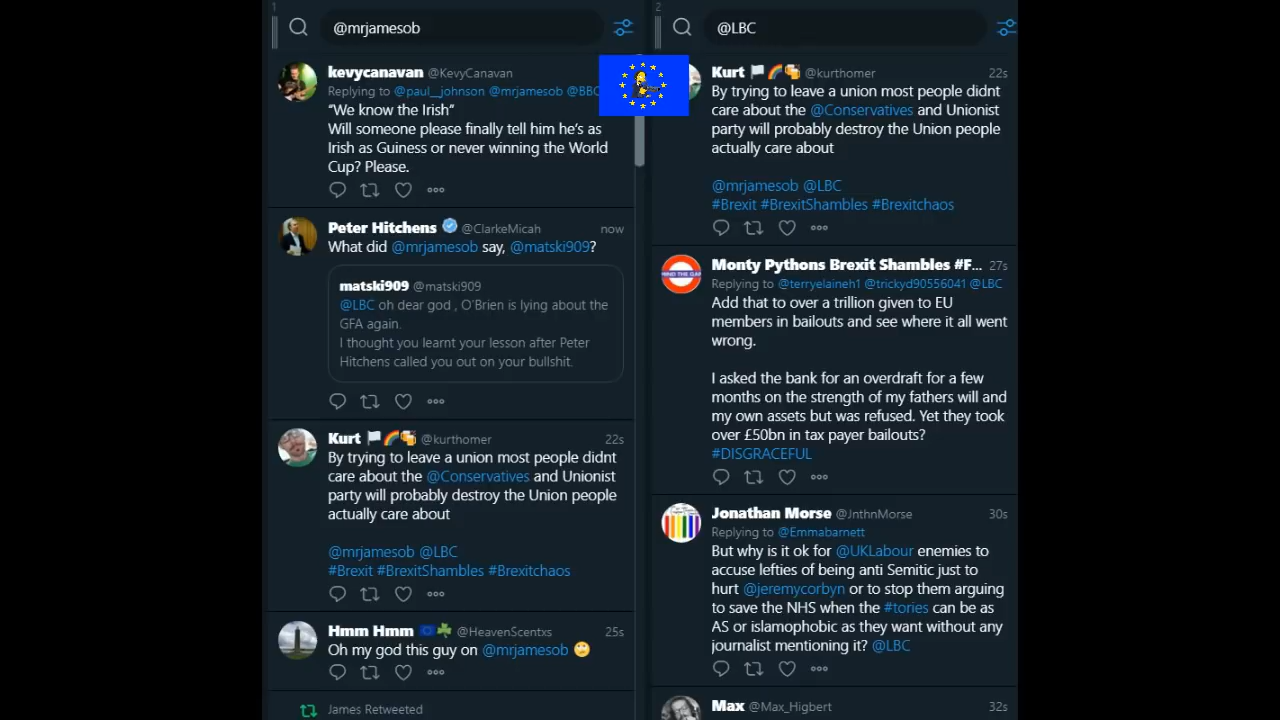 1
@mrjamesob
kevycanavan @KevyCanavan
Replying to @paul__johnson @mrjamesob @BBC
“We know the Irish”
Will someone please finally tell him he’s as
Irish as Guiness or never winning the World
Cup? Please.
Peter Hitchens @ClarkeMicah now
What did @mrjamesob say, @matski909?
matski909 @matski909
@LBC oh dear god , O’Brien is lying about the
GFA again.
I thought you learnt your lesson after Peter
Hitchens called you out on your bullshit.
Kurt @kurthomer 22s
By trying to leave a union most people didnt
care about the @Conservatives and Unionist
party will probably destroy the Union people
actually care about
@mrjamesob @LBC
#Brexit #BrexitShambles #Brexitchaos
Hmm Hmm @HeavenScentxs 25s
Oh my god this guy on @mrjamesob
James Retweeted
2
@LBC
Kurt @kurthomer 22s
By trying to leave a union most people didnt
care about the @Conservatives and Unionist
party will probably destroy the Union people
actually care about
@mrjamesob @LBC
#Brexit #BrexitShambles #Brexitchaos
Monty Pythons Brexit Shambles #F... 27s
Replying to @terryelaineh1 @trickyd90556041 @LBC
Add that to over a trillion given to EU
members in bailouts and see where it all went
wrong.
I asked the bank for an overdraft for a few
months on the strength of my fathers will and
my own assets but was refused. Yet they took
over £50bn in tax payer bailouts?
#DISGRACEFUL
Jonathan Morse @JnthnMorse 30s
Replying to @Emmabarnett
But why is it ok for @UKLabour enemies to
accuse lefties of being anti Semitic just to
hurt @jeremycorbyn or to stop them arguing
to save the NHS when the #tories can be as
AS or islamophobic as they want without any
journalist mentioning it? @LBC
Max @Max_Higbert 32s